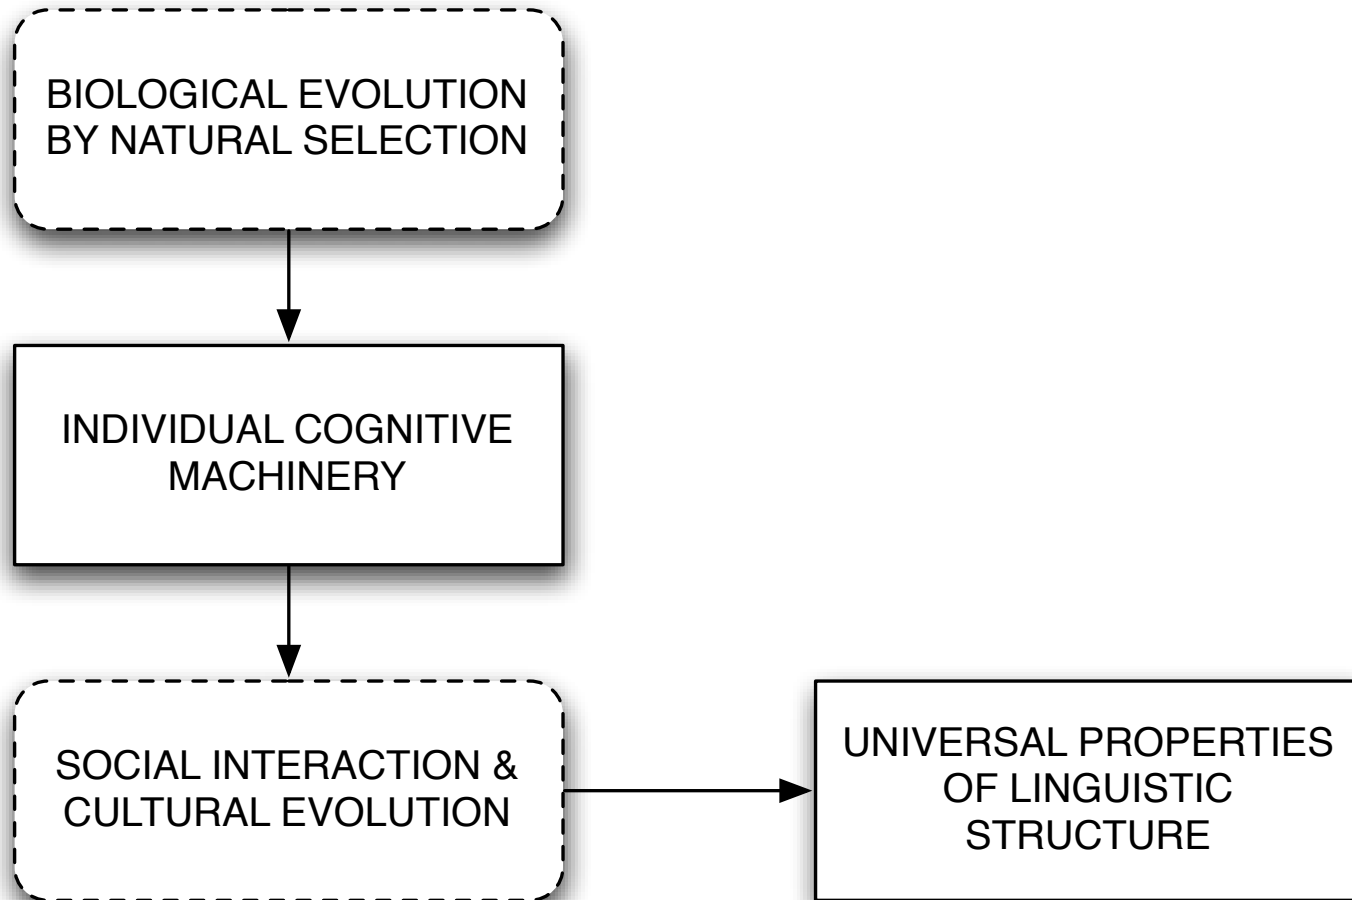 BIOLOGICAL EVOLUTION
BY NATURAL SELECTION
INDIVIDUAL COGNITIVE
MACHINERY
SOCIAL INTERACTION &
CULTURAL EVOLUTION
UNIVERSAL PROPERTIES
OF LINGUISTIC
STRUCTURE